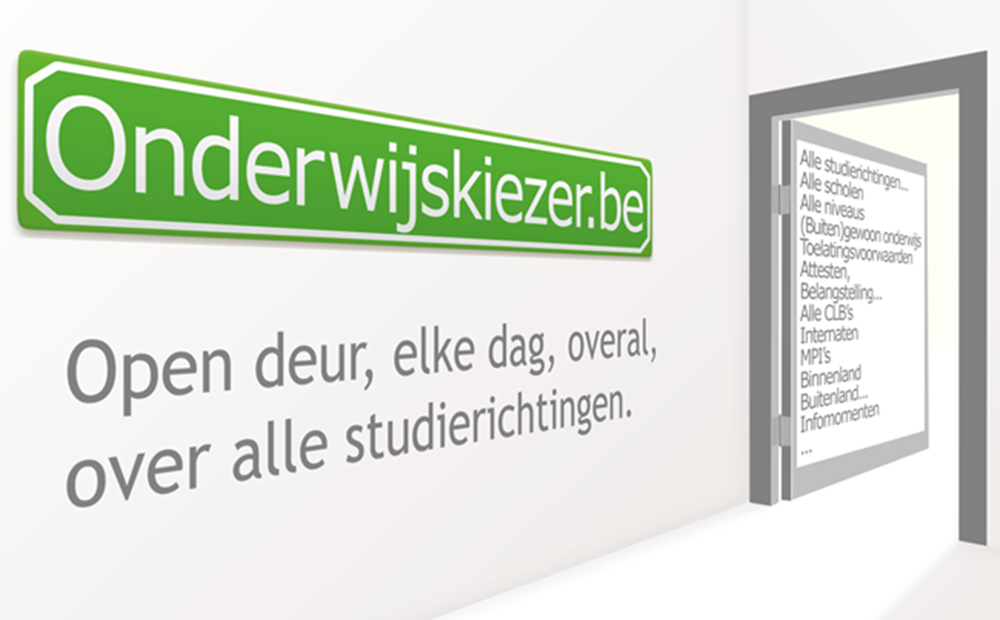 Onderwijskiezer.be
Open deur, elke dag, overal,
over alle studierichtingen.
Alle studierichtingen...
Alle scholen
Alle niveaus
(Buiten)gewoon onderwijs
Toelatingsvoorwaarden
Attesten,
Belangstelling...
Alle CLB's
Internaten
MPI's
Binnenland
Buitenland...
Infomomenten
...